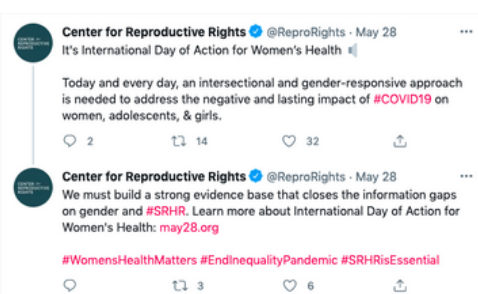 Center for Reproductive Rights @ReproRights · May 28
It's International Day of Action for Women's Health
Today and every day, an intersectional and gender-responsive approach
is needed to address the negative and lasting impact of #COVID19 on
women, adolescents, & girls.
2 14 32
Center for Reproductive Rights @ReproRights · May 28
We must build a strong evidence base that closes the information gaps
on gender and #SRHR. Learn more about International Day of Action for
Women's Health: may28.org
#WomensHealthMatters #EndInequalityPandemic #SRHRisEssential
3 6